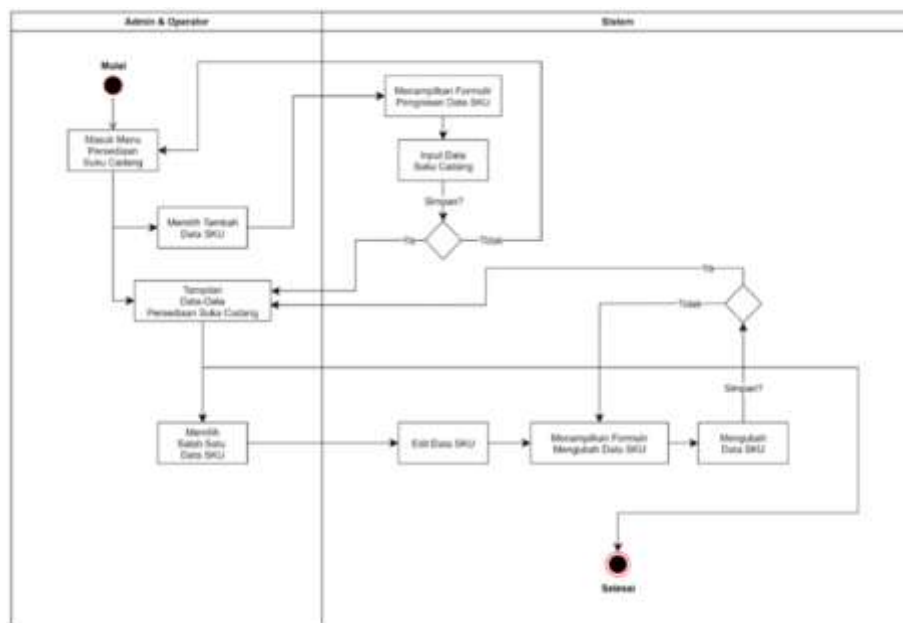 Admin & Operator
Sistem
Mulai
Menampilkan Formulir
Pengisian Data SKU
Masuk Menu
Persediaan
Suku Cadang
Input Data
Suku Cadang
Simpan?
Memilih Tambah
Data SKU
Ya
Tidak
Tampilan
Data-Data
Persediaan Suku Cadang
Ya
Tidak
Simpan?
Memilih
Salah Satu
Data SKU
Edit Data SKU
Menampilkan Formulir
Mengubah Data SKU
Mengubah
Data SKU
Selesai